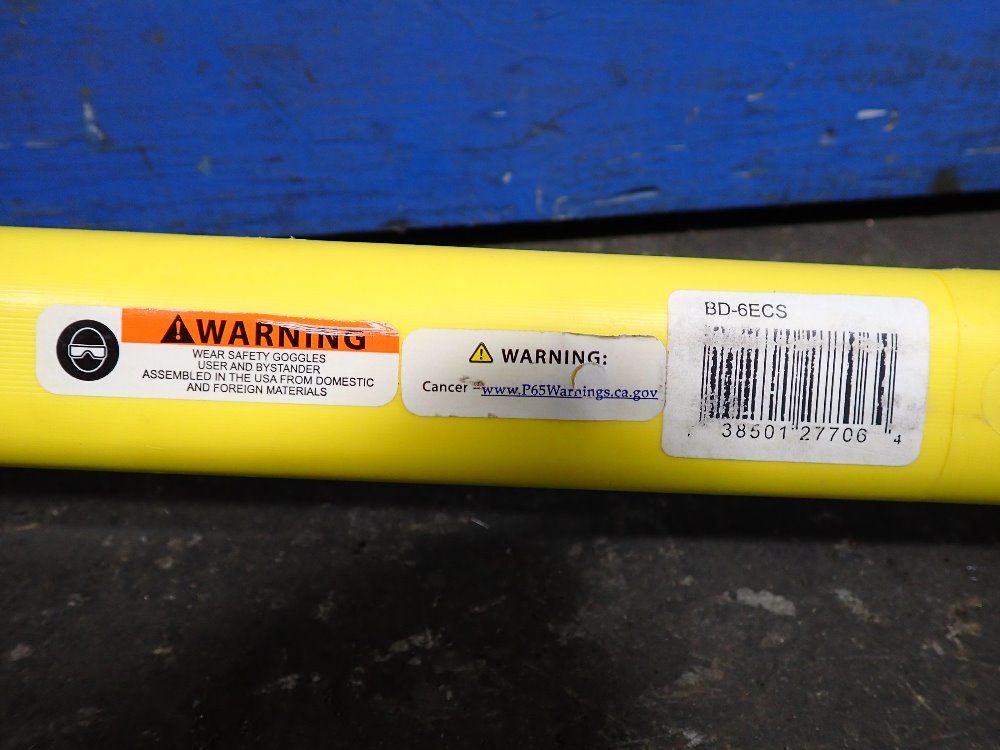 WARNING
WEAR SAFETY GOGGLES
USER AND BYSTANDER
ASSEMBLED IN THE USA FROM DOMESTIC
AND FOREIGN MATERIALS
WARNING:
Cancer - www.P65Warnings.ca.gov
BD-6ECS
38501 27706 4